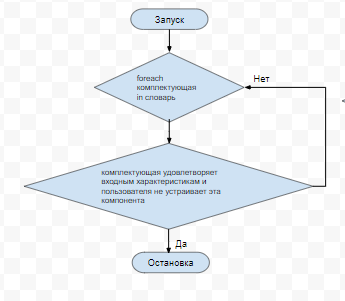 Запуск
foreach
комплектующая
in словарь
Нет
комплектующая удовлетворяет
входным характеристикам и
пользователя не устраивает эта
компонента
Да
Остановка